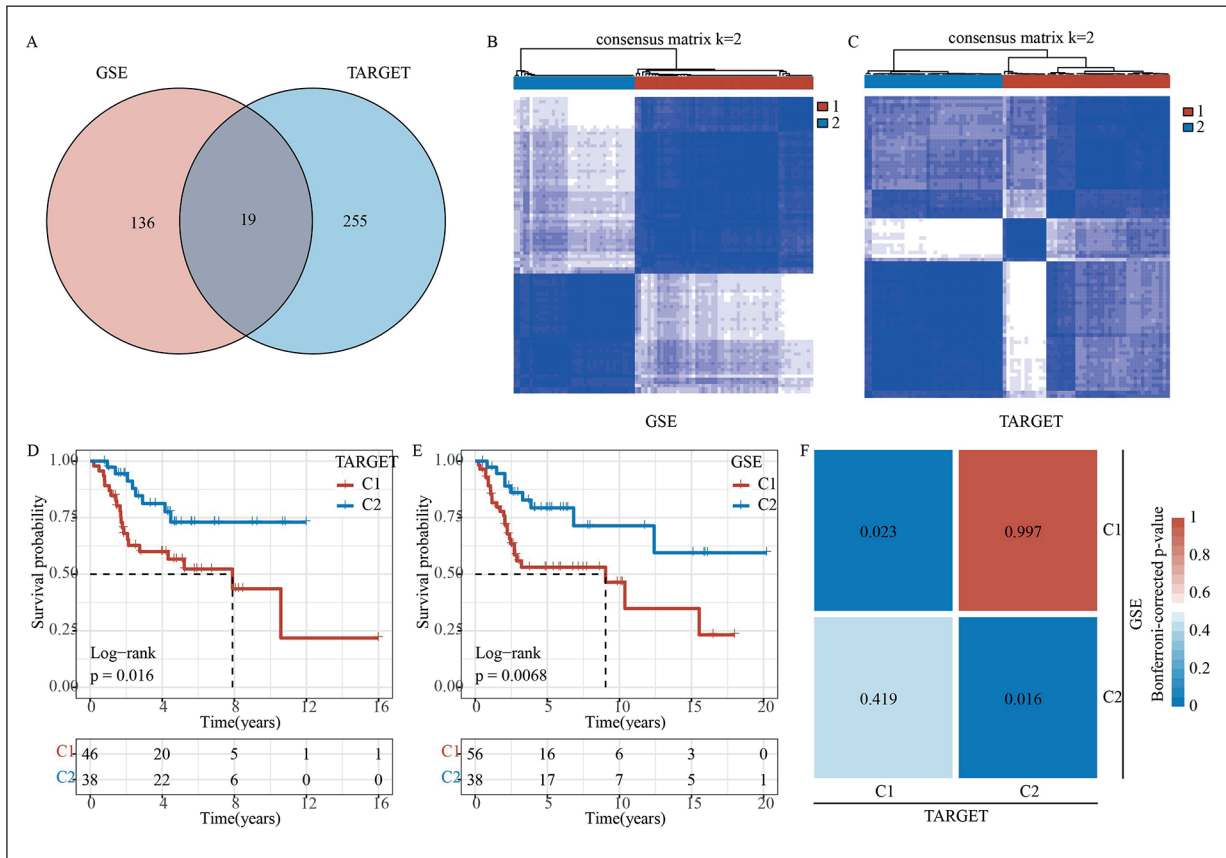 A
GSE
TARGET
136
19
255
B
consensus matrix k=2
1
2
GSE
C
consensus matrix k=2
1
2
TARGET
D
TARGET
C1
C2
Survival probability
1.00
0.75
0.50
0.25
0.00
Log-rank
p = 0.016
0 4 8 12 16
Time(years)
C1 46 20 5 1 1
C2 38 22 6 0 0
0 4 8 12 16
Time(years)
E
GSE
C1
C2
Survival probability
1.00
0.75
0.50
0.25
0.00
Log-rank
p = 0.0068
0 5 10 15 20
Time(years)
C1 56 16 6 3 0
C2 38 17 7 5 1
0 5 10 15 20
Time(years)
F
0.023 0.997
0.419 0.016
C1
C2
GSE
C1 C2
TARGET
Bonferroni-corrected p-value
1
0.8
0.6
0.4
0.2
0